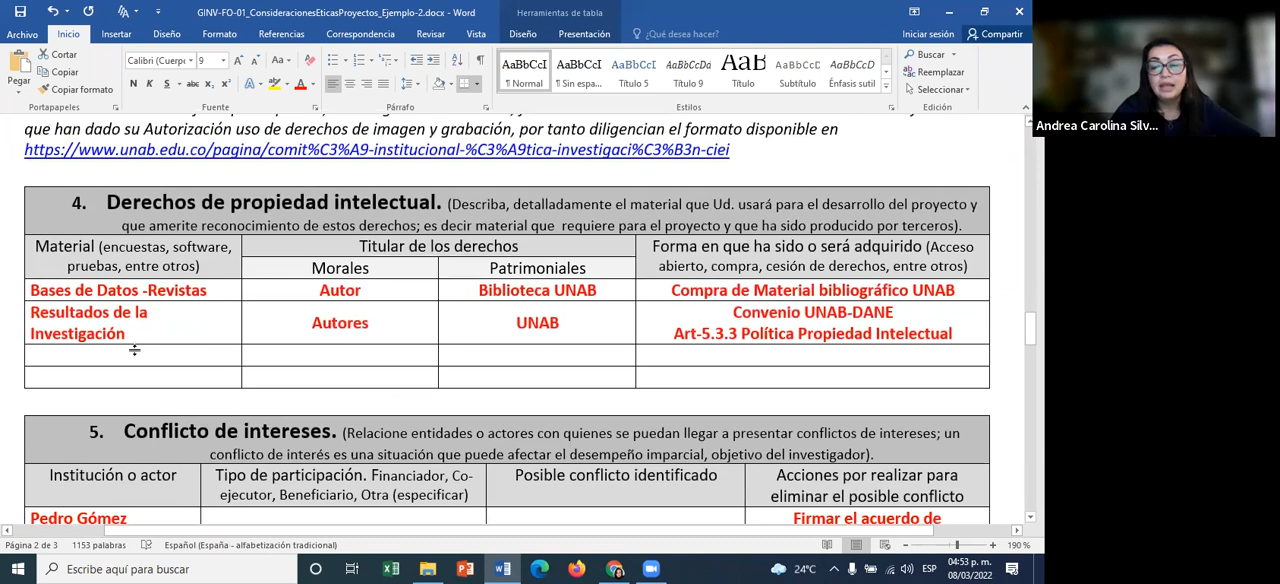 GINV-FO-01_ConsideracionesEticasProyectos_Ejemplo-2.docx - Word
Herramientas de tabla
Archivo Inicio Insertar Diseño Formato Referencias Correspondencia Revisar Vista Diseño Presentación ¿Qué desea hacer? Iniciar sesión Compartir
Pegar
Cortar
Copiar
Copiar formato
Calibri (Cuerp 9
N K S abc x₂ x²
AaBbCcI AaBbCcI AaBbCcI AaBbCcDa AaB AaBbCcD AaBbCcD
¶ Normal ¶ Sin espa... Título 5 Título 9 Título Subtítulo Énfasis sutil
Buscar
Reemplazar
Seleccionar
Portapapeles Fuente Párrafo Estilos Edición
que han dado su Autorización uso de derechos de imagen y grabación, por tanto diligencian el formato disponible en
https://www.unab.edu.co/pagina/comit%C3%A9-institucional-%C3%A9tica-investigaci%C3%B3n-ciei
4. Derechos de propiedad intelectual. (Describa, detalladamente el material que Ud. usará para el desarrollo del proyecto y
que amerite reconocimiento de estos derechos; es decir material que requiere para el proyecto y que ha sido producido por terceros).
Material (encuestas, software,
pruebas, entre otros)
Titular de los derechos
Morales Patrimoniales
Forma en que ha sido o será adquirido (Acceso
abierto, compra, cesión de derechos, entre otros)
Bases de Datos -Revistas Autor Biblioteca UNAB Compra de Material bibliográfico UNAB
Resultados de la
Investigación
Autores UNAB
Convenio UNAB-DANE
Art-5.3.3 Política Propiedad Intelectual
5. Conflicto de intereses. (Relacione entidades o actores con quienes se puedan llegar a presentar conflictos de intereses; un
conflicto de interés es una situación que puede afectar el desempeño imparcial, objetivo del investigador).
Institución o actor
Tipo de participación. Financiador, Co-
ejecutor, Beneficiario, Otra (especificar)
Posible conflicto identificado
Acciones por realizar para
eliminar el posible conflicto
Pedro Gómez Firmar el acuerdo de
Página 2 de 3 1153 palabras Español (España - alfabetización tradicional) 190 %
Escribe aquí para buscar
24°C ESP
04:53 p. m.
08/03/2022
Andrea Carolina Silv...